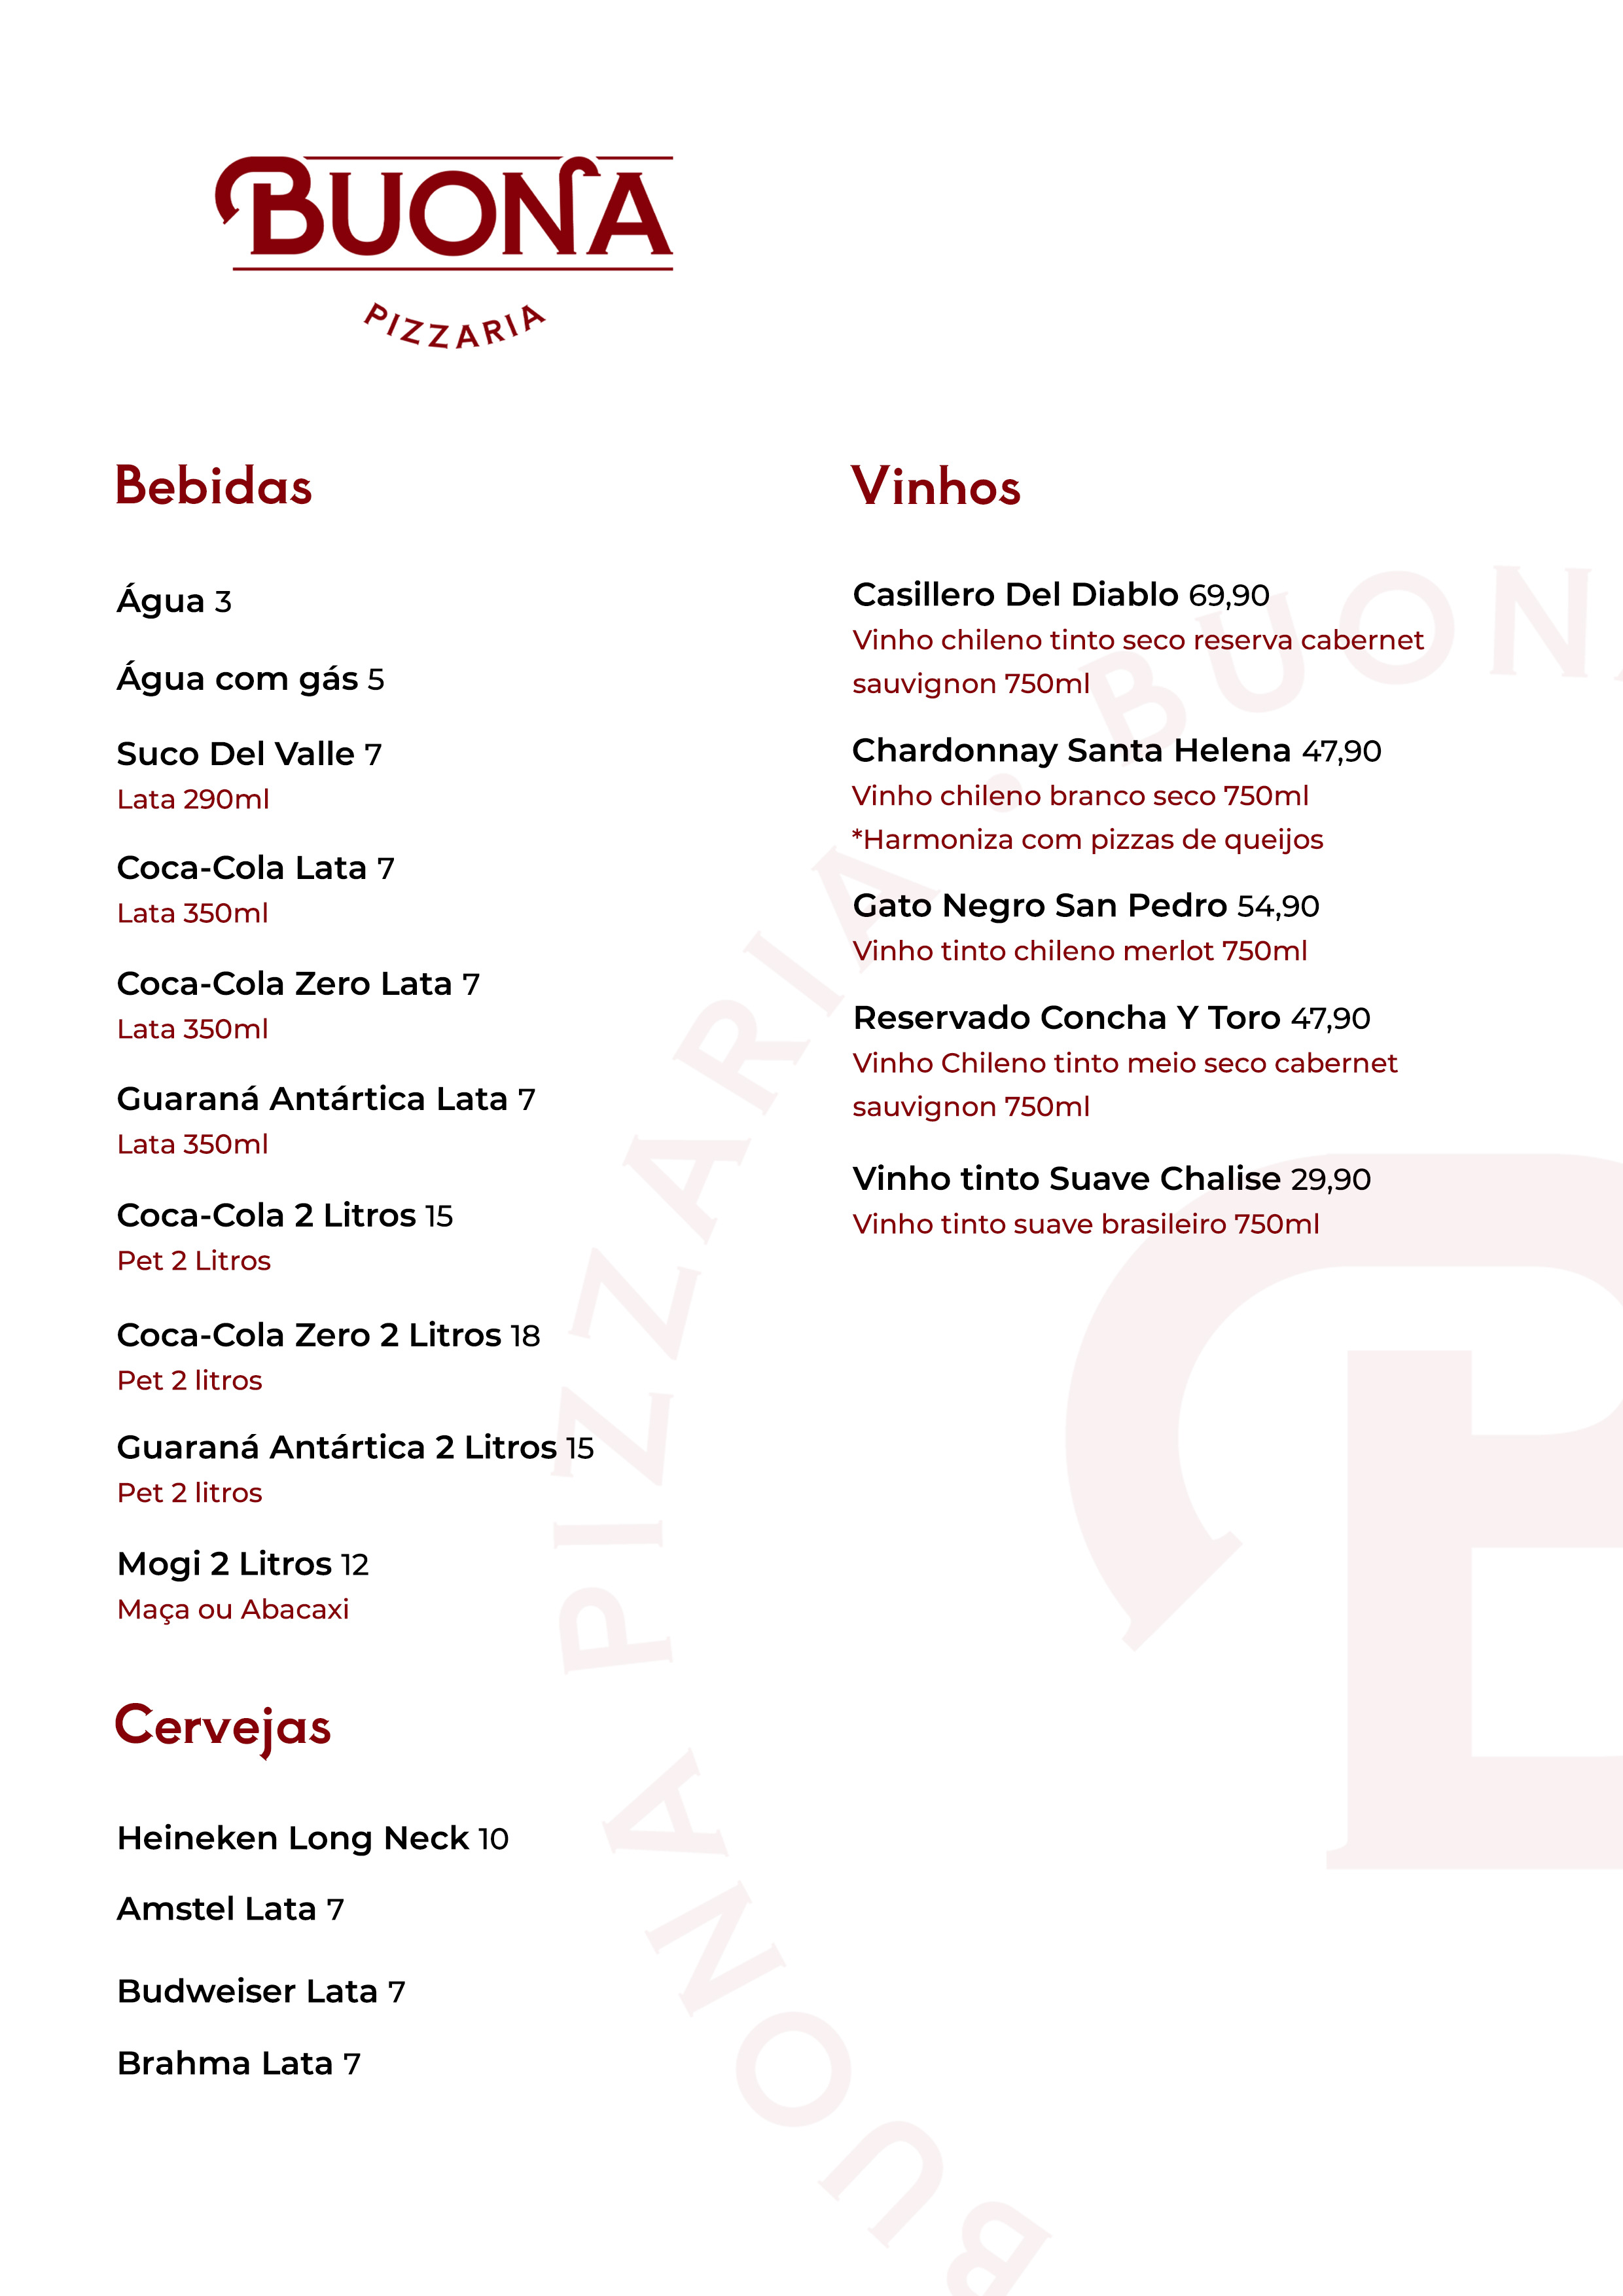 BUONA
PIZZARIA
Bebidas
Água 3
Água com gás 5
Suco Del Valle 7
Lata 290ml
Coca-Cola Lata 7
Lata 350ml
Coca-Cola Zero Lata 7
Lata 350ml
Guaraná Antártica Lata 7
Lata 350ml
Coca-Cola 2 Litros 15
Pet 2 Litros
Coca-Cola Zero 2 Litros 18
Pet 2 litros
Guaraná Antártica 2 Litros 15
Pet 2 litros
Mogi 2 Litros 12
Maça ou Abacaxi
Cervejas
Heineken Long Neck 10
Amstel Lata 7
Budweiser Lata 7
Brahma Lata 7
Vinhos
Casillero Del Diablo 69,90
Vinho chileno tinto seco reserva cabernet
sauvignon 750ml
Chardonnay Santa Helena 47,90
Vinho chileno branco seco 750ml
*Harmoniza com pizzas de queijos
Gato Negro San Pedro 54,90
Vinho tinto chileno merlot 750ml
Reservado Concha Y Toro 47,90
Vinho Chileno tinto meio seco cabernet
sauvignon 750ml
Vinho tinto Suave Chalise 29,90
Vinho tinto suave brasileiro 750ml
BUONA PIZZARIA • BUONA
B